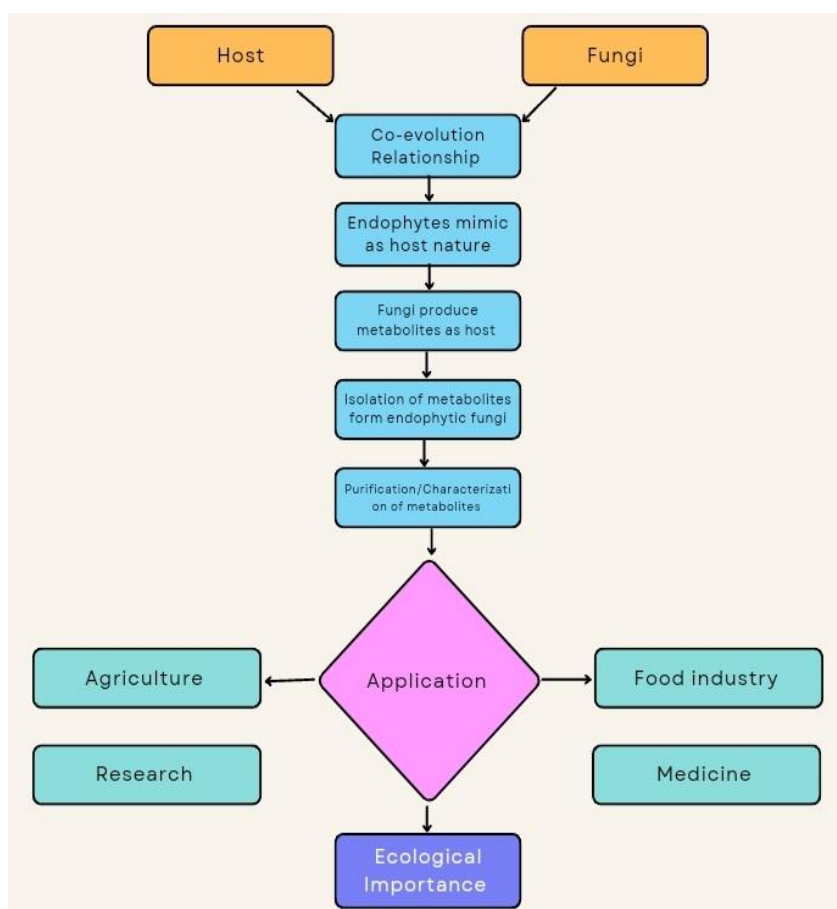 Host
Fungi
Co-evolution
Relationship
Endophytes mimic
as host nature
Fungi produce
metabolites as host
Isolation of metabolites
form endophytic fungi
Purification/Characterizati
on of metabolites
Application
Agriculture
Food industry
Research
Medicine
Ecological
Importance